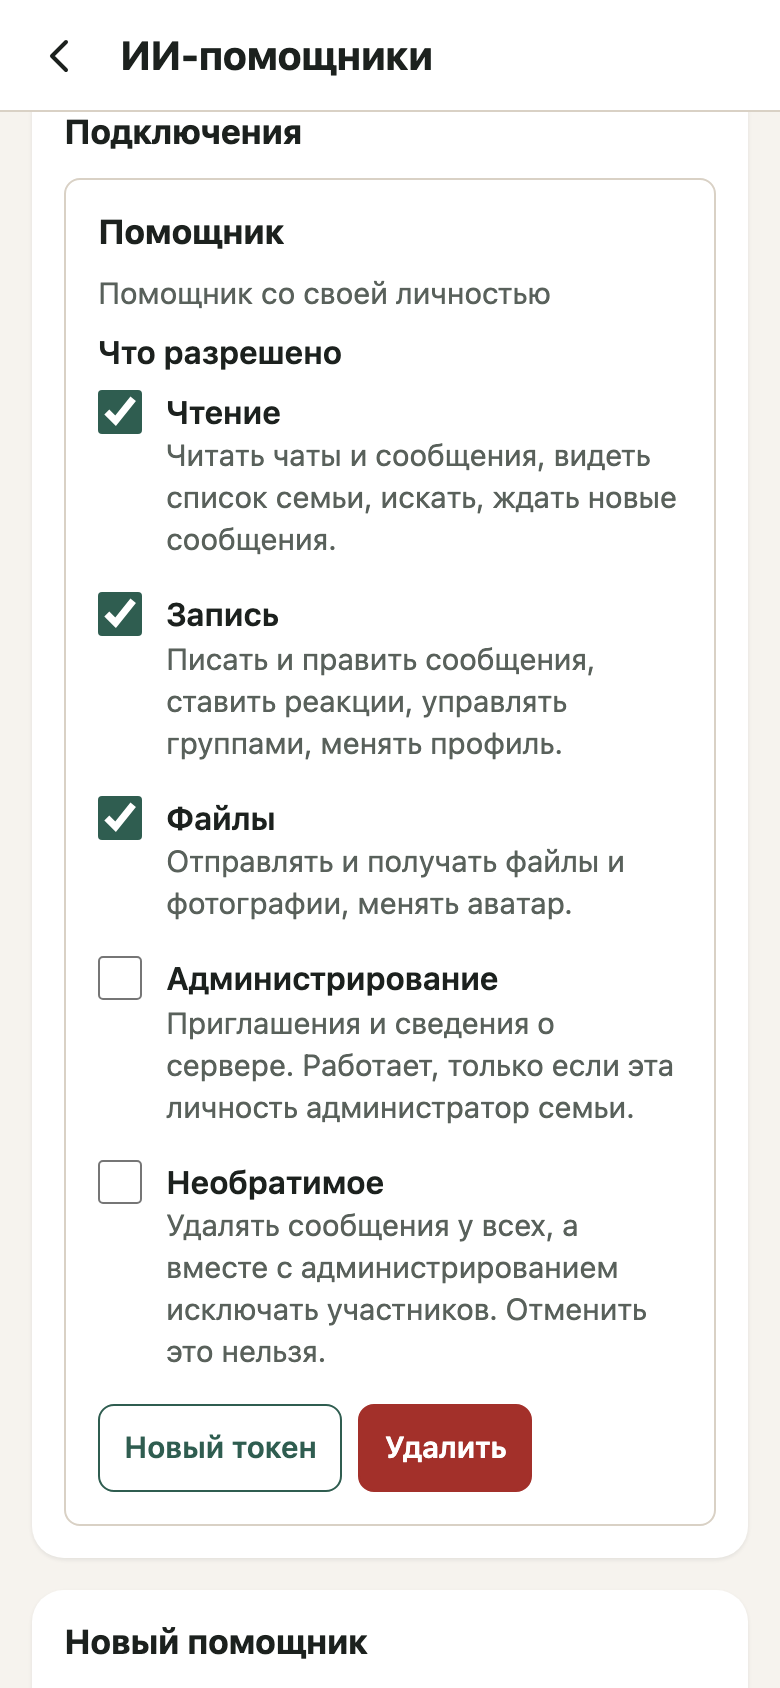 ИИ-помощники
Подключения
Помощник
Помощник со своей личностью
Что разрешено
Чтение
Читать чаты и сообщения, видеть
список семьи, искать, ждать новые
сообщения.
Запись
Писать и править сообщения,
ставить реакции, управлять
группами, менять профиль.
Файлы
Отправлять и получать файлы и
фотографии, менять аватар.
Администрирование
Приглашения и сведения о
сервере. Работает, только если эта
личность администратор семьи.
Необратимое
Удалять сообщения у всех, а
вместе с администрированием
исключать участников. Отменить
это нельзя.
Новый токен
Удалить
Новый помощник